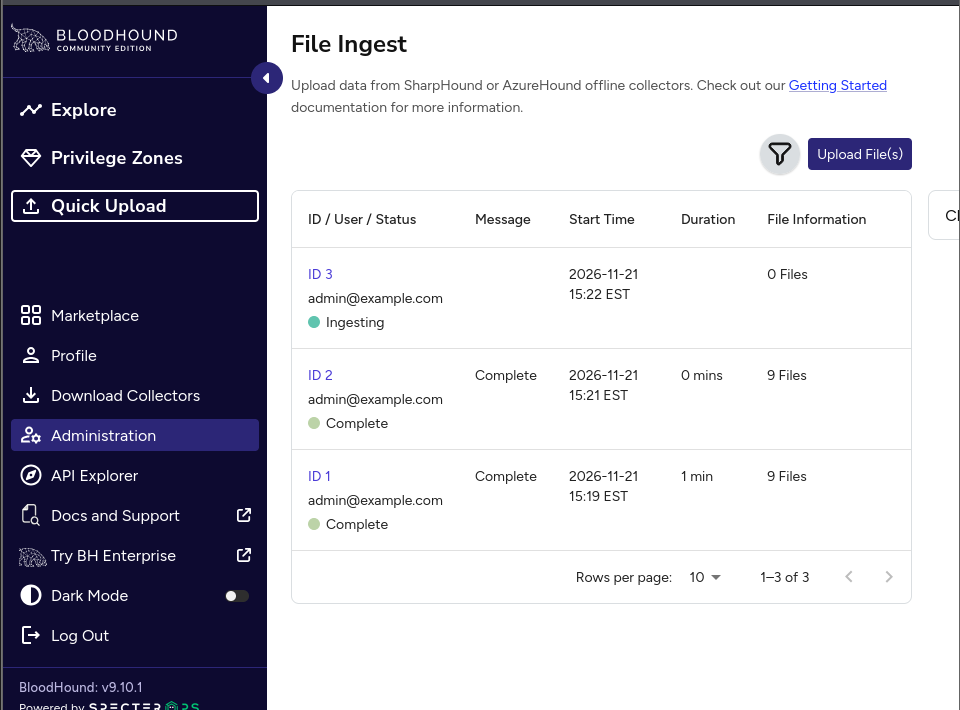 BLOODHOUND
COMMUNITY EDITION
Explore
Privilege Zones
Quick Upload
Marketplace
Profile
Download Collectors
Administration
API Explorer
Docs and Support
Try BH Enterprise
Dark Mode
Log Out
BloodHound: v9.10.1
Powered by SPECTEROPS
File Ingest
Upload data from SharpHound or AzureHound offline collectors. Check out our Getting Started
documentation for more information.
Upload File(s)
ID / User / Status Message Start Time Duration File Information
ID 3 2026-11-21 0 Files
15:22 EST
admin@example.com
Ingesting
ID 2 Complete 2026-11-21 0 mins 9 Files
15:21 EST
admin@example.com
Complete
ID 1 Complete 2026-11-21 1 min 9 Files
15:19 EST
admin@example.com
Complete
Rows per page: 10 1–3 of 3